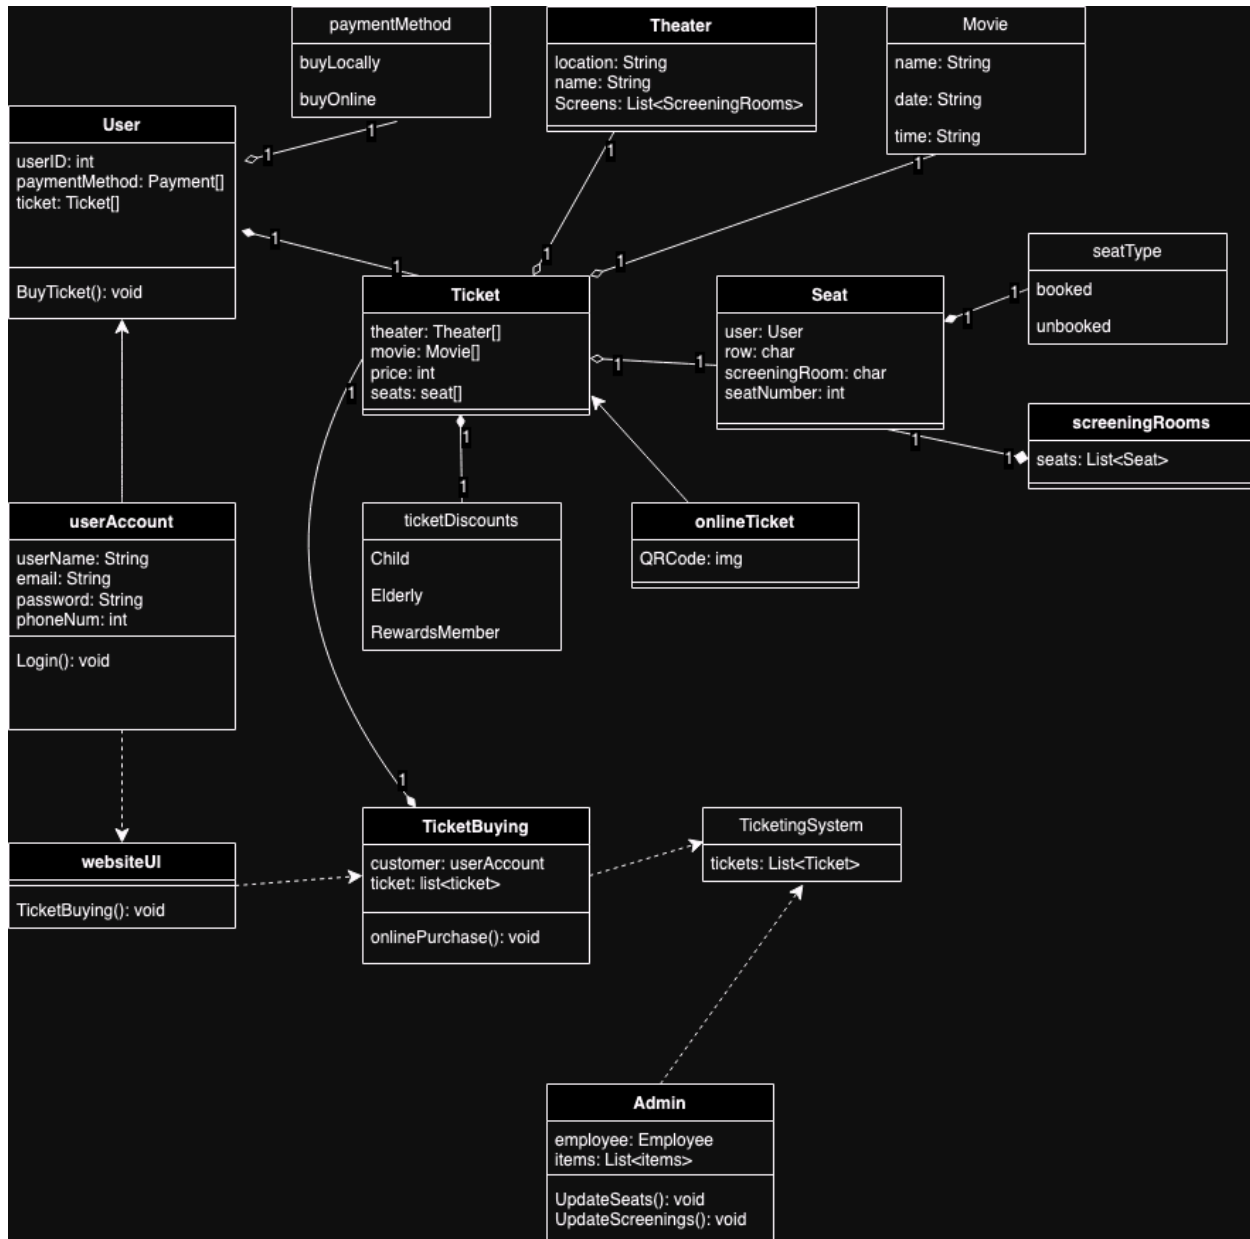 paymentMethod
buyLocally
buyOnline
Theater
location: String
name: String
Screens: List<ScreeningRooms>
Movie
name: String
date: String
time: String
User
userID: int
paymentMethod: Payment[]
ticket: Ticket[]
BuyTicket(): void
1
1
1
1
1
1
1
1
Ticket
theater: Theater[]
movie: Movie[]
price: int
seats: seat[]
1
1
Seat
user: User
row: char
screeningRoom: char
seatNumber: int
1
1
seatType
booked
unbooked
1
1
screeningRooms
seats: List<Seat>
1
1
1
1
userAccount
userName: String
email: String
password: String
phoneNum: int
Login(): void
ticketDiscounts
Child
Elderly
RewardsMember
onlineTicket
QRCode: img
websiteUI
TicketBuying(): void
TicketBuying
customer: userAccount
ticket: list<ticket>
onlinePurchase(): void
TicketingSystem
tickets: List<Ticket>
Admin
employee: Employee
items: List<items>
UpdateSeats(): void
UpdateScreenings(): void